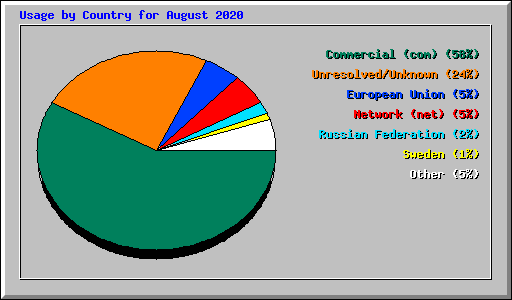 Usage by Country for August 2020
Commercial (com) (58%)
Unresolved/Unknown (24%)
European Union (5%)
Network (net) (5%)
Russian Federation (2%)
Sweden (1%)
Other (5%)